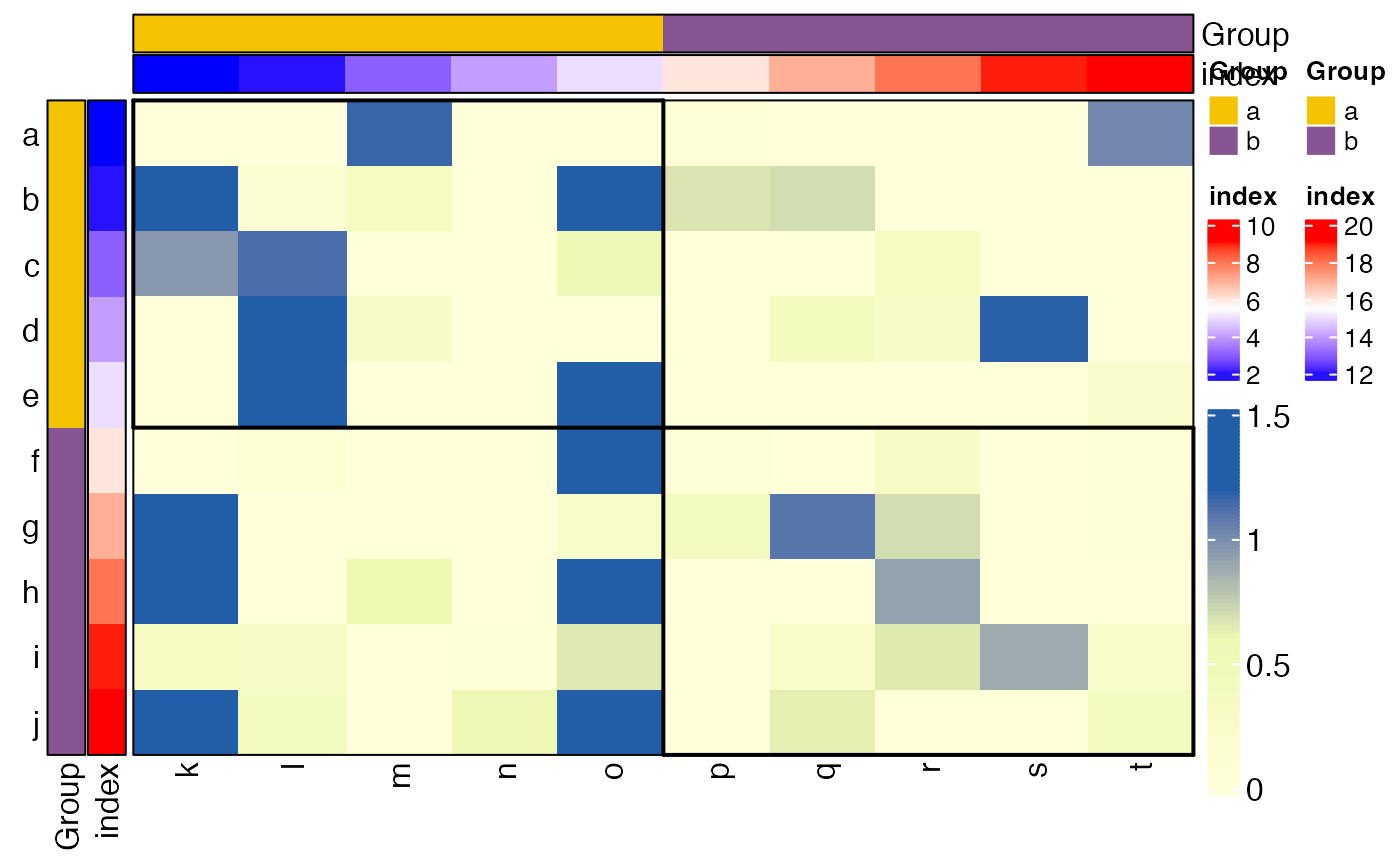 Group
index
Group Group
a a
b b
index index
10 20
8 18
6 16
4 14
2 12
1.5
1
0.5
0
a
b
c
d
e
f
g
h
i
j
Group index k l m n o p q r s t